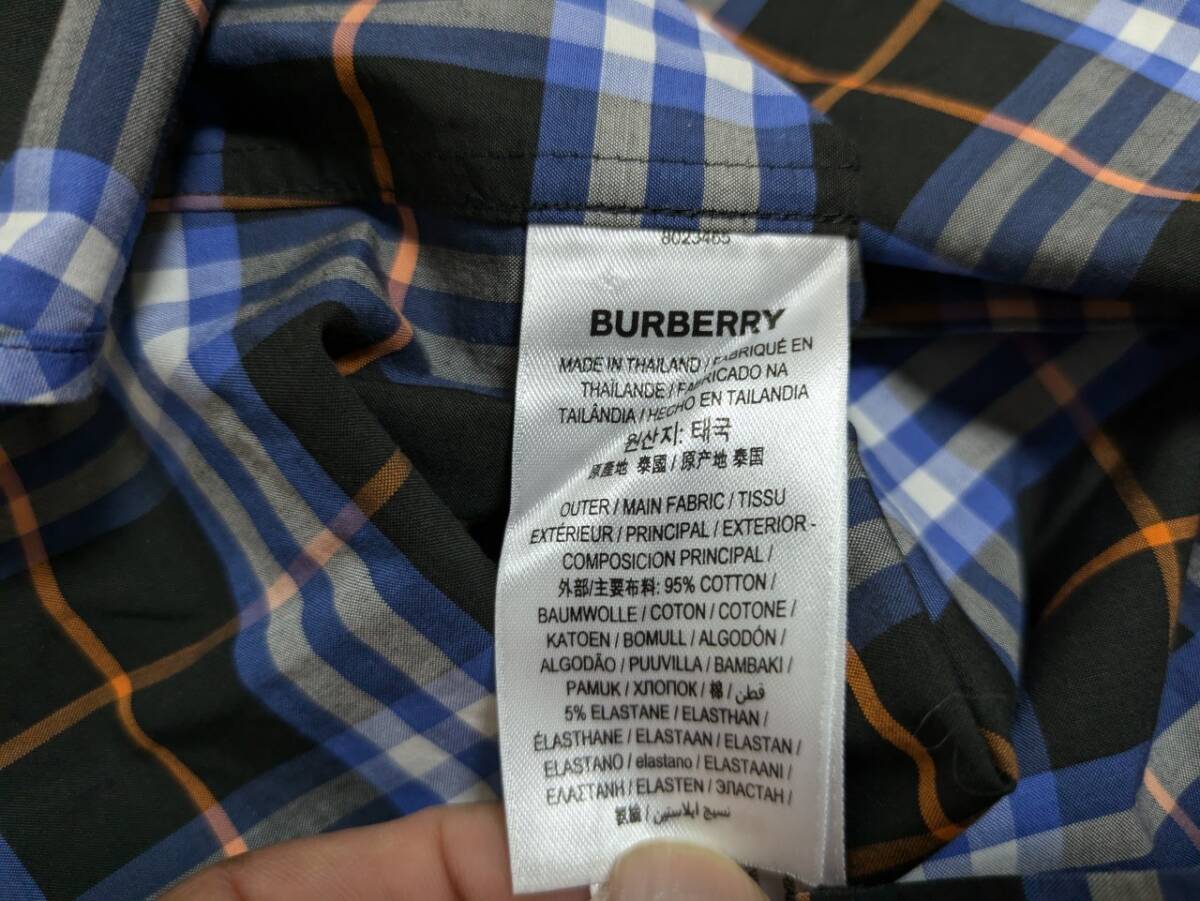 8023465
BURBERRY
MADE IN THAILAND / FABRIQUÉ EN
THAÏLANDE / FABRICADO NA
TAILÂNDIA / HECHO EN TAILANDIA
원산지: 태국
原產地 泰國 / 原产地 泰国
OUTER / MAIN FABRIC / TISSU
EXTÉRIEUR / PRINCIPAL / EXTERIOR -
COMPOSICION PRINCIPAL /
外部/主要布料: 95% COTTON /
BAUMWOLLE / COTON / COTONE /
KATOEN / BOMULL / ALGODÓN /
ALGODÃO / PUUVILLA / BAMBAKI /
PAMUK / ХЛОПОК / 棉 / قطن
5% ELASTANE / ELASTHAN /
ÉLASTHANE / ELASTAAN / ELASTAN /
ELASTANO / elastano / ELASTAANI /
ΕΛΑΣΤΑΝΗ / ELASTEN / ЭЛАСТАН /
/ نسيج ايلاستين